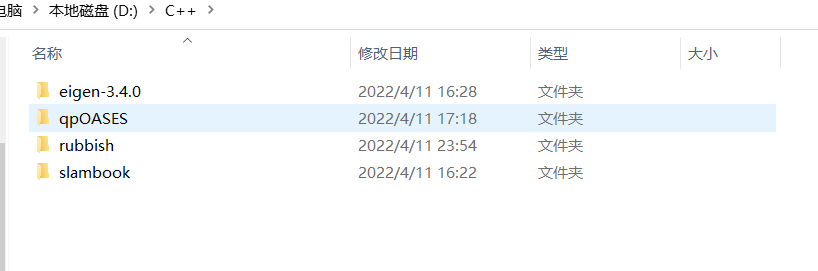 电脑 > 本地磁盘 (D:) > C++ >
名称 修改日期 类型 大小
eigen-3.4.0 2022/4/11 16:28 文件夹
qpOASES 2022/4/11 17:18 文件夹
rubbish 2022/4/11 23:54 文件夹
slambook 2022/4/11 16:22 文件夹